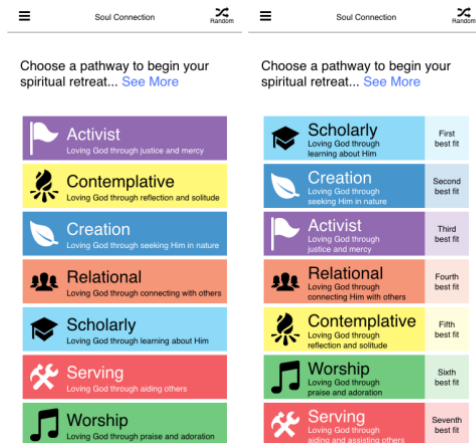 Soul Connection
Random
Choose a pathway to begin your
spiritual retreat... See More
Activist
Loving God through justice and mercy
Contemplative
Loving God through reflection and solitude
Creation
Loving God through seeking Him in nature
Relational
Loving God through connecting with others
Scholarly
Loving God through learning about Him
Serving
Loving God through aiding others
Worship
Loving God through praise and adoration
Soul Connection
Random
Choose a pathway to begin your
spiritual retreat... See More
Scholarly
Loving God through
learning about Him
First
best fit
Creation
Loving God through
seeking Him in nature
Second
best fit
Activist
Loving God through
justice and mercy
Third
best fit
Relational
Loving God through
connecting Him with others
Fourth
best fit
Contemplative
Loving God through
reflection and solitude
Fifth
best fit
Worship
Loving God through
praise and adoration
Sixth
best fit
Serving
Loving God through
aiding and assisting others
Seventh
best fit